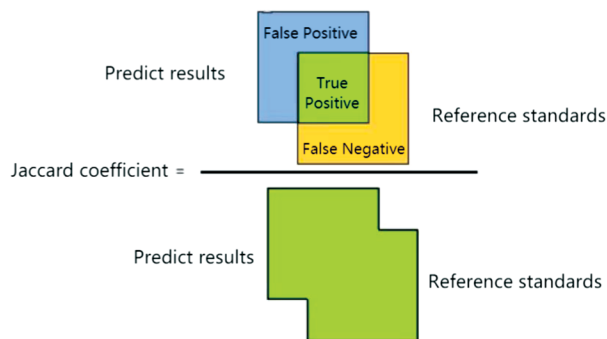 False Positive
Predict results
True
Positive
Reference standards
False Negative
Jaccard coefficient =
Predict results
Reference standards